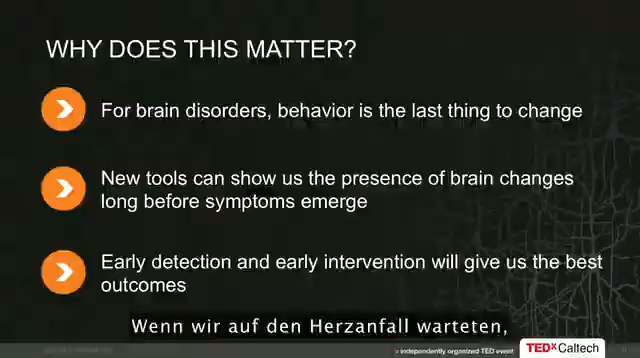 WHY DOES THIS MATTER?
For brain disorders, behavior is the last thing to change
New tools can show us the presence of brain changes
long before symptoms emerge
Early detection and early intervention will give us the best
outcomes
Wenn wir auf den Herzanfall warteten,
independently organized TED event
TEDxCaltech